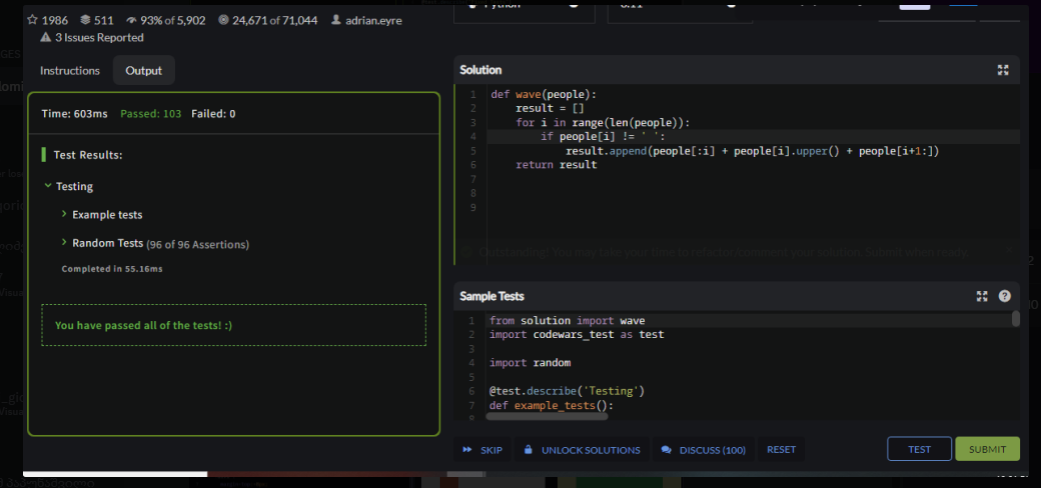 1986 511 93% of 5,902 24,671 of 71,044 adrian.eyre
3 Issues Reported
Instructions Output
Time: 603ms Passed: 103 Failed: 0
Test Results:
Testing
Example tests
Random Tests (96 of 96 Assertions)
Completed in 55.16ms
You have passed all of the tests! :)
Solution
1 def wave(people):
2 result = []
3 for i in range(len(people)):
4 if people[i] != ' ':
5 result.append(people[:i] + people[i].upper() + people[i+1:])
6 return result
7
8
9
Sample Tests
1 from solution import wave
2 import codewars_test as test
3
4 import random
5
6 @test.describe('Testing')
7 def example_tests():
SKIP UNLOCK SOLUTIONS DISCUSS (100) RESET TEST SUBMIT